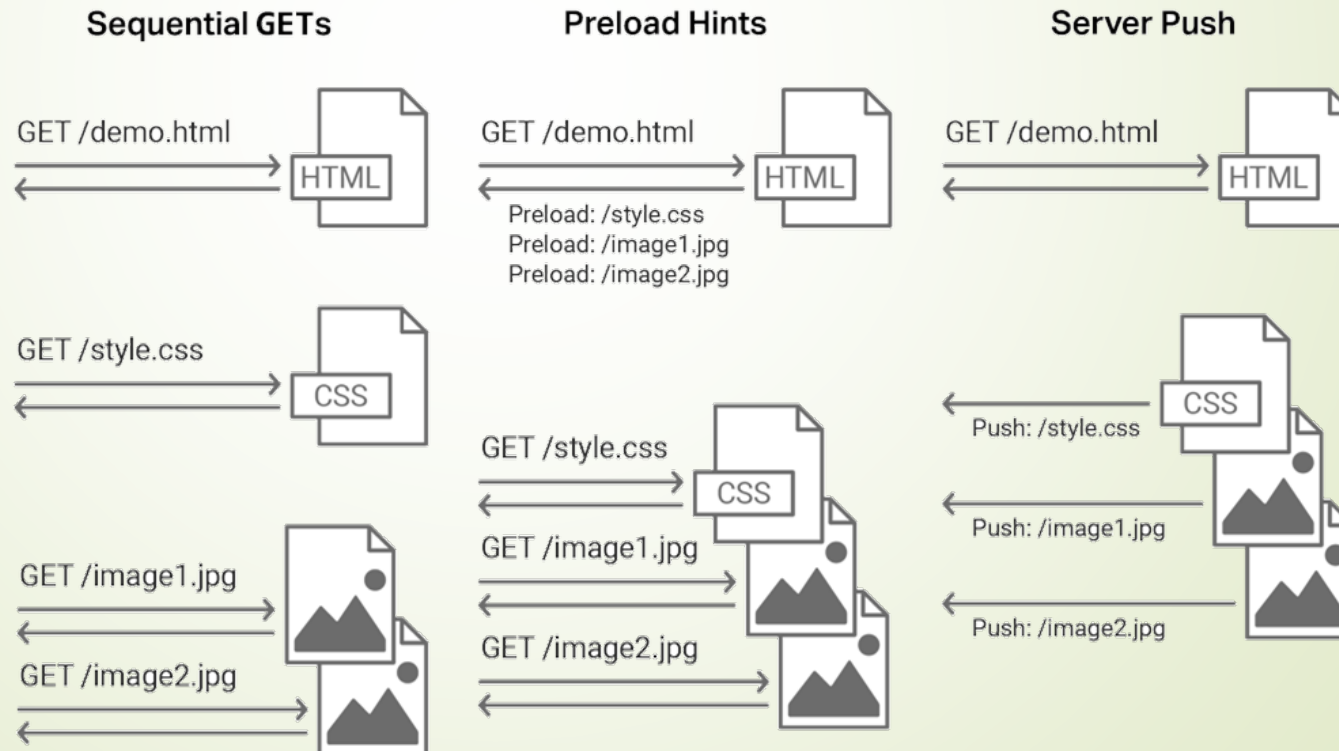 Sequential GETs
GET /demo.html
HTML
GET /style.css
CSS
GET /image1.jpg
GET /image2.jpg
Preload Hints
GET /demo.html
HTML
Preload: /style.css
Preload: /image1.jpg
Preload: /image2.jpg
GET /style.css
CSS
GET /image1.jpg
GET /image2.jpg
Server Push
GET /demo.html
HTML
CSS
Push: /style.css
Push: /image1.jpg
Push: /image2.jpg